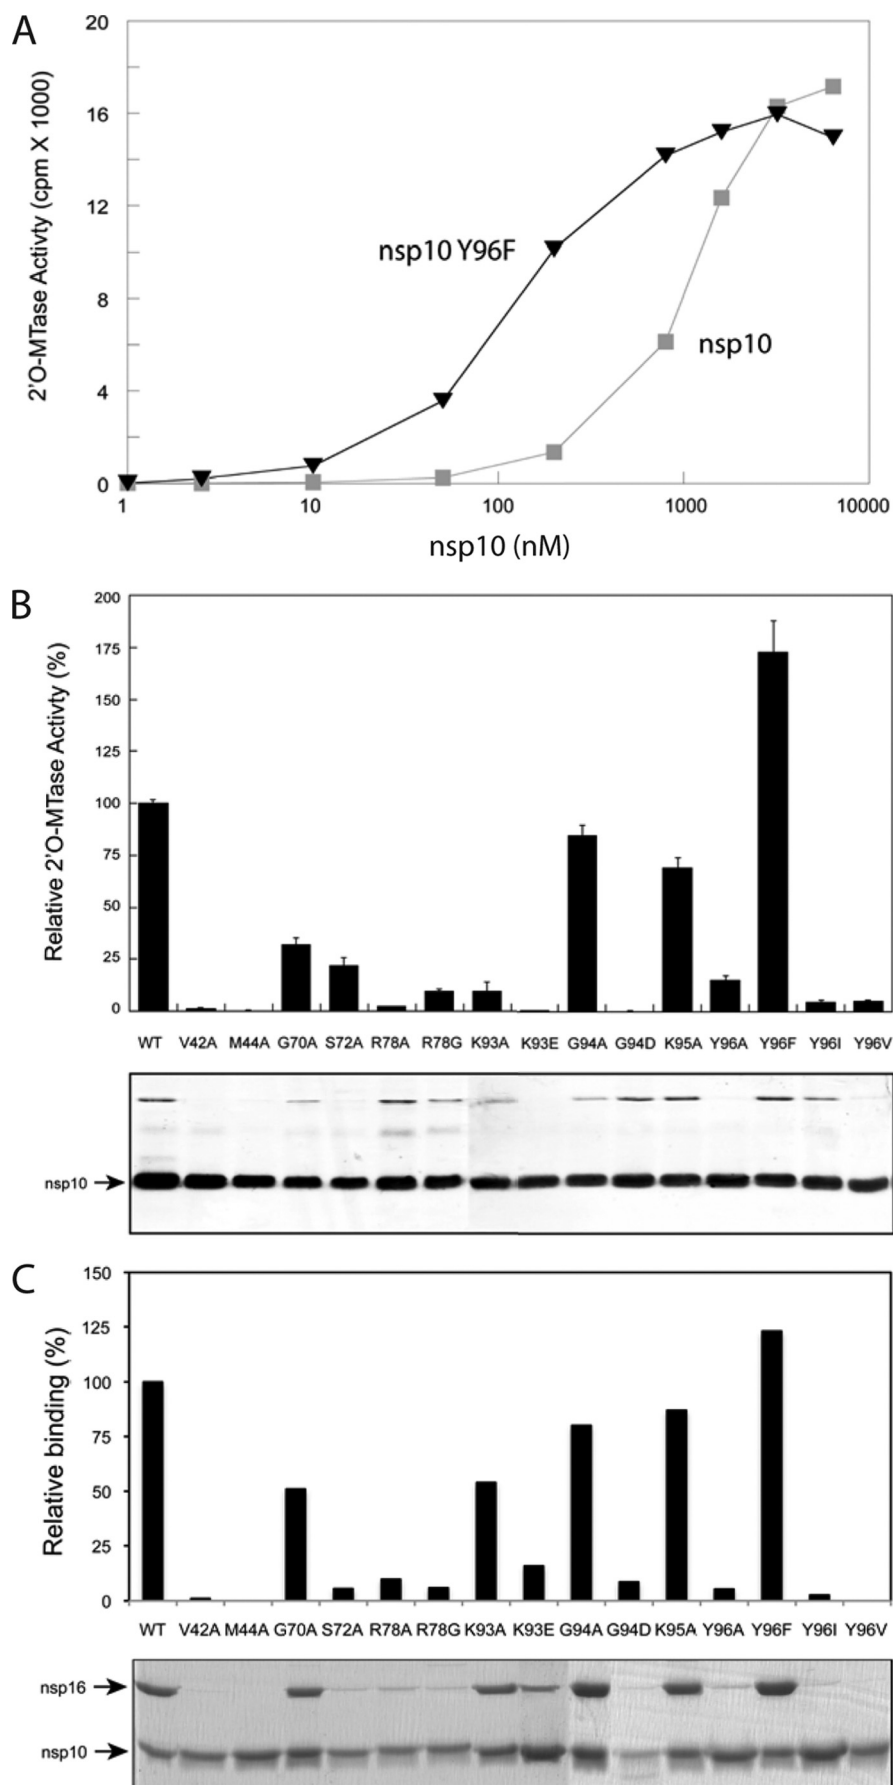 A
20
16
12
8
4
0
2'O-MTase Activty (cpm X 1000)
nsp10 Y96F
nsp10
1 10 100 1000 10000
nsp10 (nM)
B
200
175
150
125
100
75
50
25
0
Relative 2'O-MTase Activty (%)
WT V42A M44A G70A S72A R78A R78G K93A K93E G94A G94D K95A Y96A Y96F Y96I Y96V
nsp10
C
150
125
100
75
50
25
0
Relative binding (%)
WT V42A M44A G70A S72A R78A R78G K93A K93E G94A G94D K95A Y96A Y96F Y96I Y96V
nsp16
nsp10